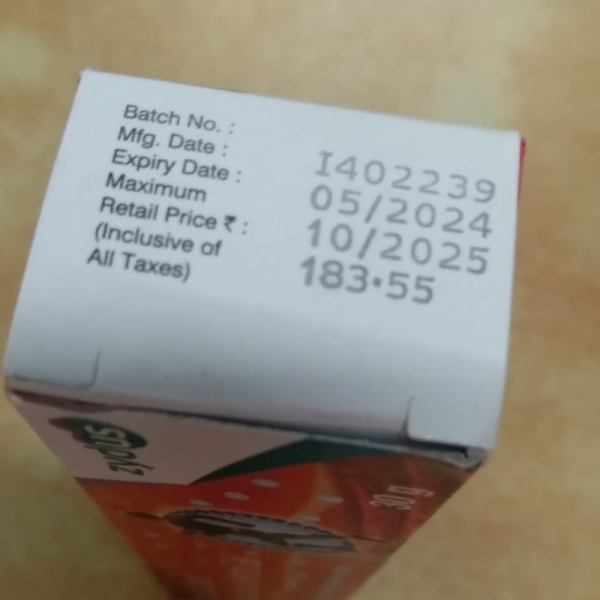 Batch No. : I402239
Mfg. Date : 05/2024
Expiry Date : 10/2025
Maximum
Retail Price ₹ : 183.55
(Inclusive of
All Taxes)
zydus
30 g